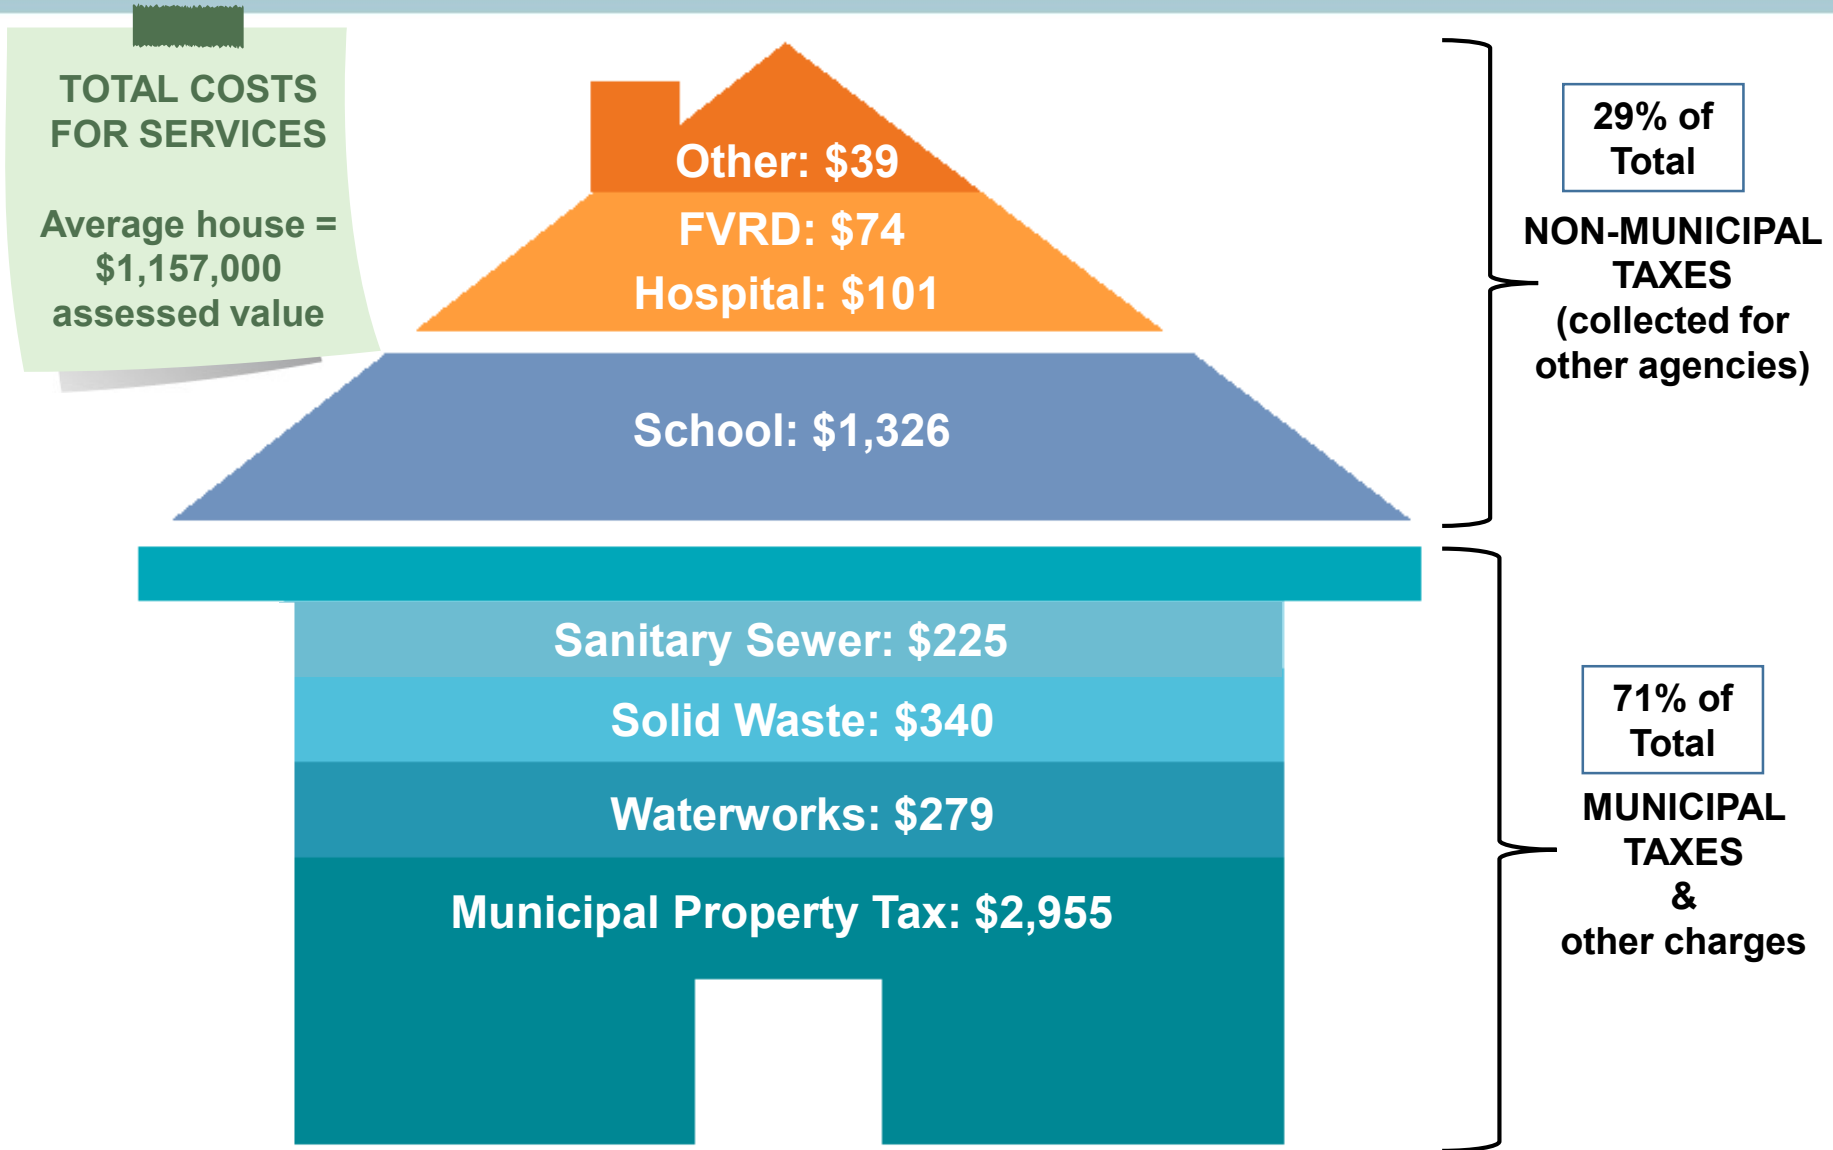 TOTAL COSTS
FOR SERVICES
Average house =
$1,157,000
assessed value
Other: $39
FVRD: $74
Hospital: $101
School: $1,326
29% of
Total
NON-MUNICIPAL
TAXES
(collected for
other agencies)
Sanitary Sewer: $225
Solid Waste: $340
Waterworks: $279
Municipal Property Tax: $2,955
71% of
Total
MUNICIPAL
TAXES
&
other charges